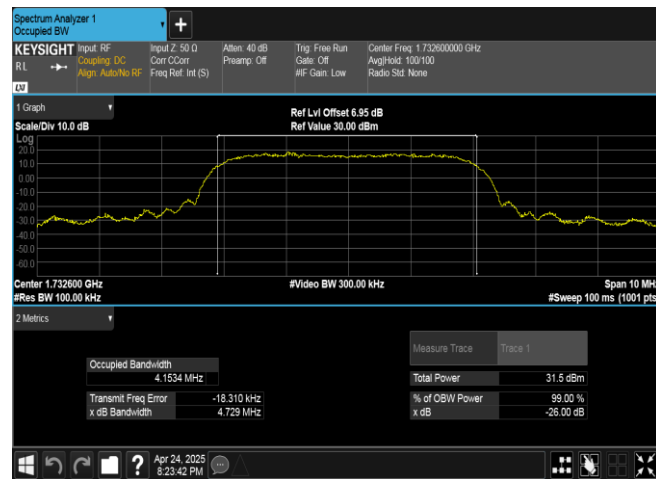 Spectrum Analyzer 1
Occupied BW
+
KEYSIGHT Input: RF Input Z: 50 Ω Atten: 40 dB Trig: Free Run Center Freq: 1.732600000 GHz
RL Coupling: DC Corr CCorr Preamp: Off Gate: Off Avg|Hold: 100/100
Align: Auto/No RF Freq Ref: Int (S) #IF Gain: Low Radio Std: None
LXI
1 Graph
Ref Lvl Offset 6.95 dB
Scale/Div 10.0 dB Ref Value 30.00 dBm
Log
20.0
10.0
0.00
-10.0
-20.0
-30.0
-40.0
-50.0
-60.0
Center 1.732600 GHz #Video BW 300.00 kHz Span 10 MHz
#Res BW 100.00 kHz #Sweep 100 ms (1001 pts
2 Metrics
Measure Trace Trace 1
Occupied Bandwidth
4.1534 MHz Total Power 31.5 dBm
Transmit Freq Error -18.310 kHz % of OBW Power 99.00 %
x dB Bandwidth 4.729 MHz x dB -26.00 dB
? Apr 24, 2025
8:23:42 PM